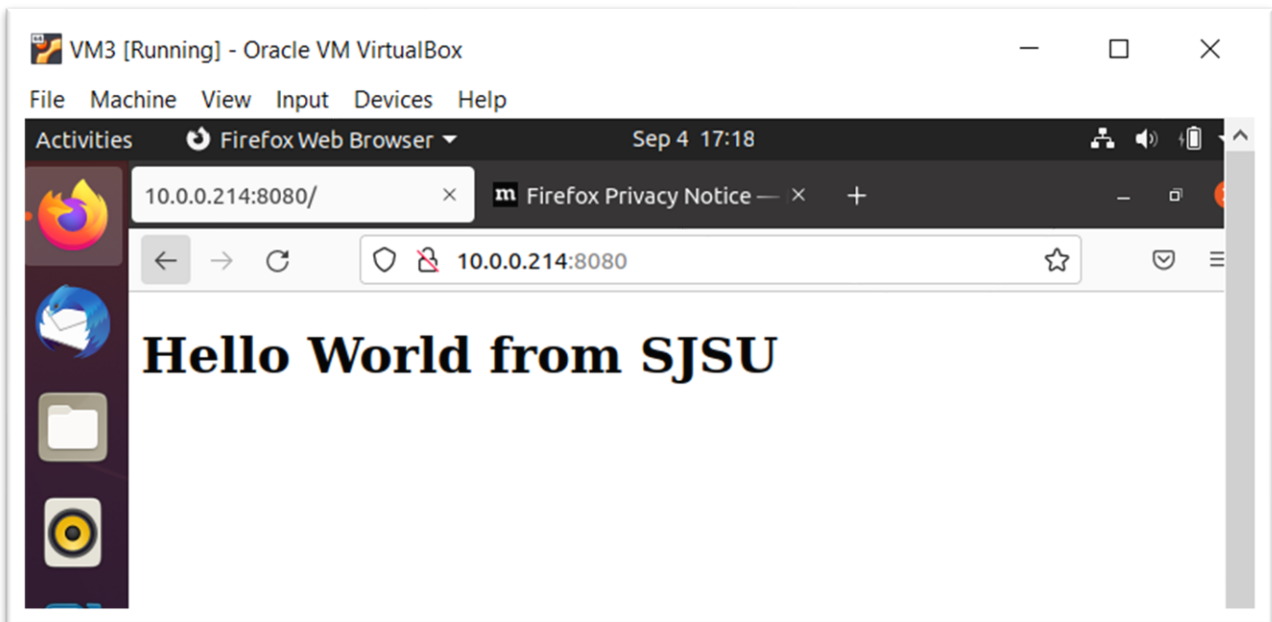 VM3 [Running] - Oracle VM VirtualBox
File Machine View Input Devices Help
Activities Firefox Web Browser Sep 4 17:18
10.0.0.214:8080/ m Firefox Privacy Notice —
10.0.0.214:8080
Hello World from SJSU